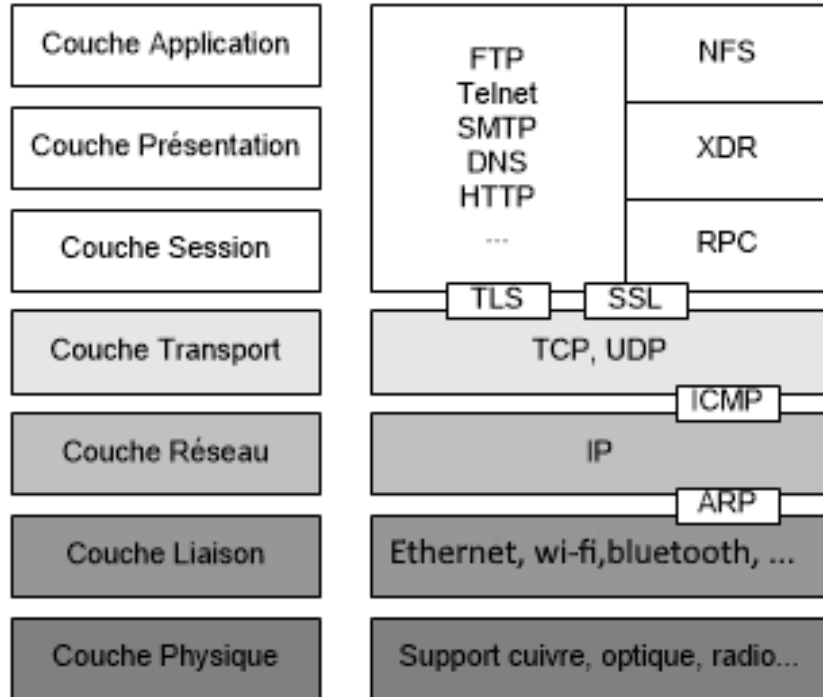 Couche Application
Couche Présentation
Couche Session
Couche Transport
Couche Réseau
Couche Liaison
Couche Physique
FTP
Telnet
SMTP
DNS
HTTP
...
NFS
XDR
RPC
TLS
SSL
TCP, UDP
ICMP
IP
ARP
Ethernet, wi-fi,bluetooth, ...
Support cuivre, optique, radio...